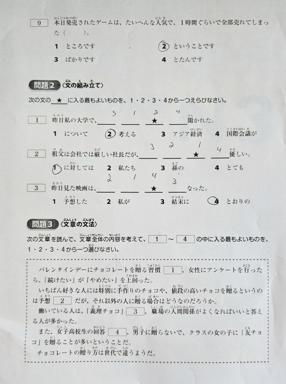 9 本日発売されたゲームは、たいへんな人気で、1時間ぐらいで全部売れてしまっ
た（　）。
1 ところです 2 ということです
3 ばかりです 4 とたんです
問題2 〈文の組み立て〉
次の文の ★ に入る最もよいものを、1・2・3・4から一つえらびなさい。
1 昨日私の大学で、 ★ 開かれた。
1 について 2 考える 3 アジア経済 4 国際会議が
2 祖父は会社では厳しい社長だが、 ★ 優しい。
1 に対しては 2 私たち 3 孫の 4 とても
3 昨日見た映画は、 ★ なった。
1 予想した 2 私が 3 結末に 4 とおりの
問題3 〈文章の文法〉
次の文章を読んで、文章全体の内容を考えて、 1 ~ 4 の中に入る最もよいものを、
1・2・3・4から一つえらびなさい。
バレンタインデーにチョコレートを贈る習慣 1 、女性にアンケートを行った
ら、「続けたい」が「やめたい」を上回った。
いちばん好きな人には特別に手作りのチョコや、値段の高いチョコを贈るというの
は予想 2 だが、それ以外の人に贈る場合はどうなのだろうか。
働いている人は、「義理チョコ」 3 、職場の人間関係がよくなればいいと答え
る人が多かった。
また、女子高校生の回答 4 、男子に贈らないで、クラスの女の子に「友チョ
コ」を贈ることが多いということだ。
チョコレートの贈り方は世代で違うようだ。